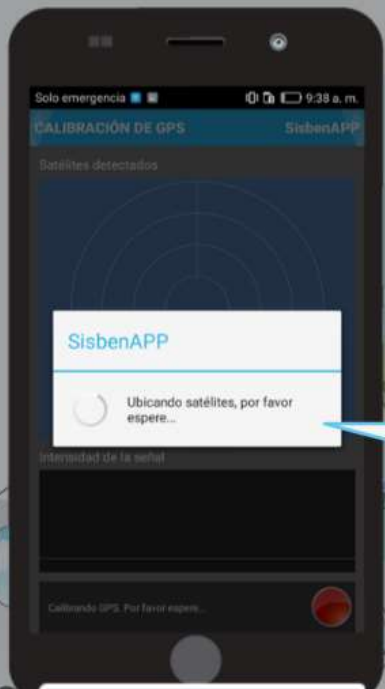 Solo emergencia 9:38 a. m.
CALIBRACIÓN DE GPS SisbenAPP
Satélites detectados
SisbenAPP
Ubicando satélites, por favor
espere...
Intensidad de la señal
Calibrando GPS. Por favor espere...